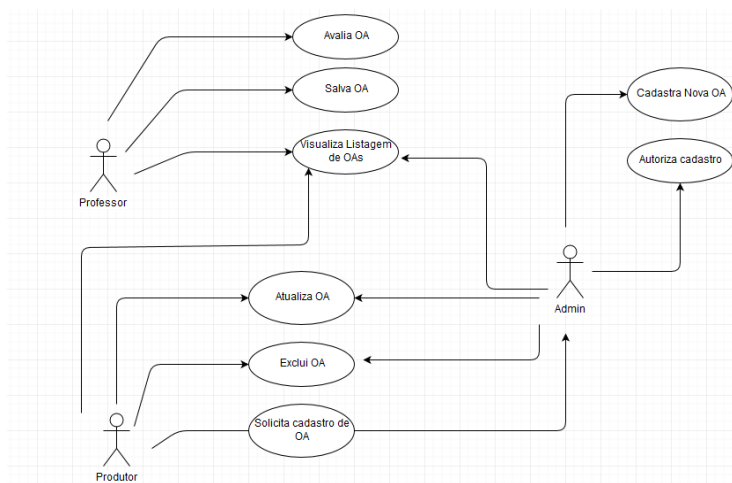 Avalia OA
Salva OA
Cadastra Nova OA
Visualiza Listagem
de OAs
Autoriza cadastro
Professor
Atualiza OA
Admin
Exclui OA
Solicita cadastro de
OA
Produtor